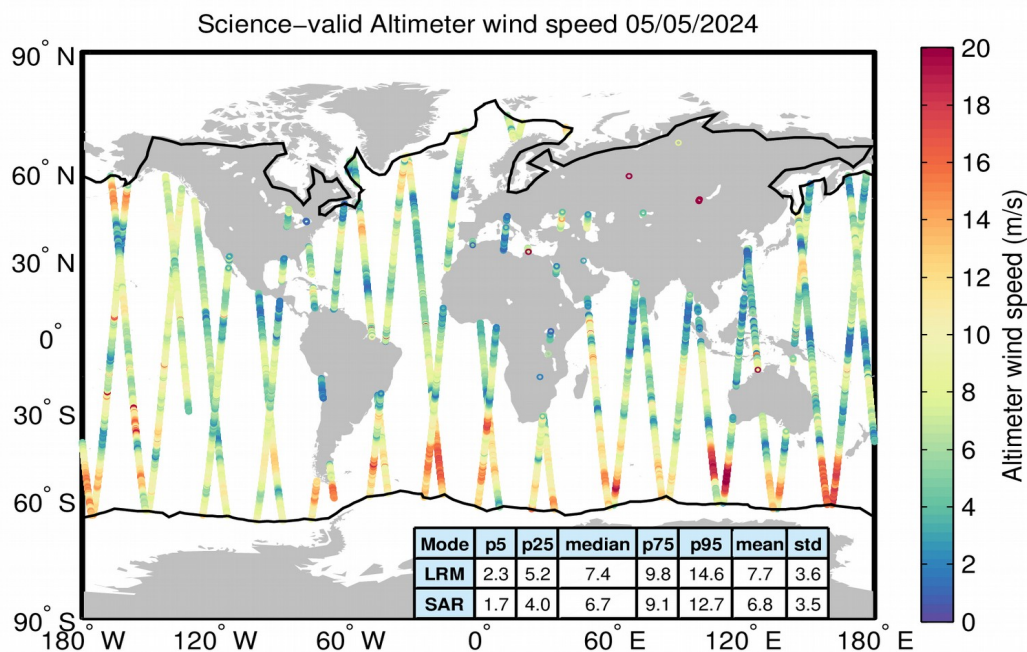 Science−valid Altimeter wind speed 05/05/2024
90° N
60° N
30° N
0°
30° S
60° S
90° S
180° W
120° W
60° W
0°
60° E
120° E
180° E
Mode p5 p25 median p75 p95 mean std
LRM 2.3 5.2 7.4 9.8 14.6 7.7 3.6
SAR 1.7 4.0 6.7 9.1 12.7 6.8 3.5
20
18
16
14
12
10
8
6
4
2
0
Altimeter wind speed (m/s)